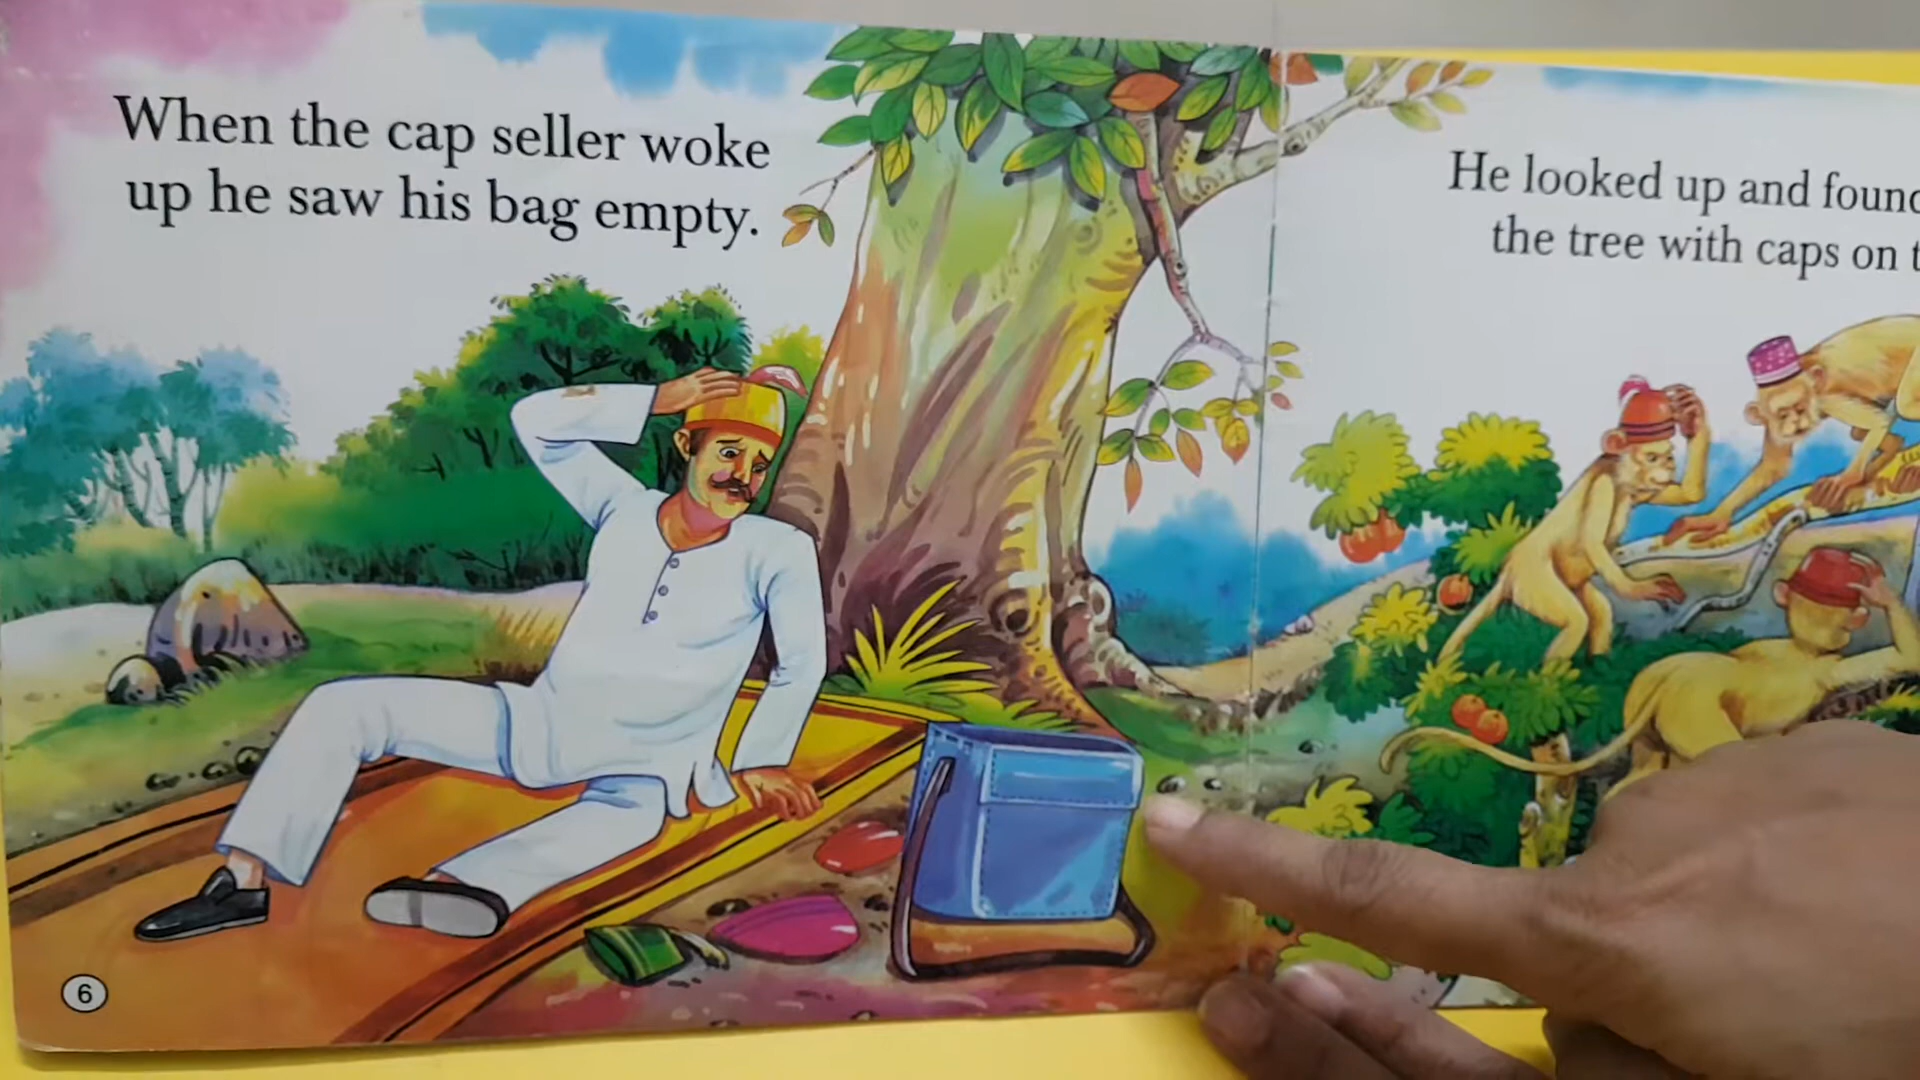 When the cap seller woke
up he saw his bag empty.
He looked up and found
the tree with caps on
6